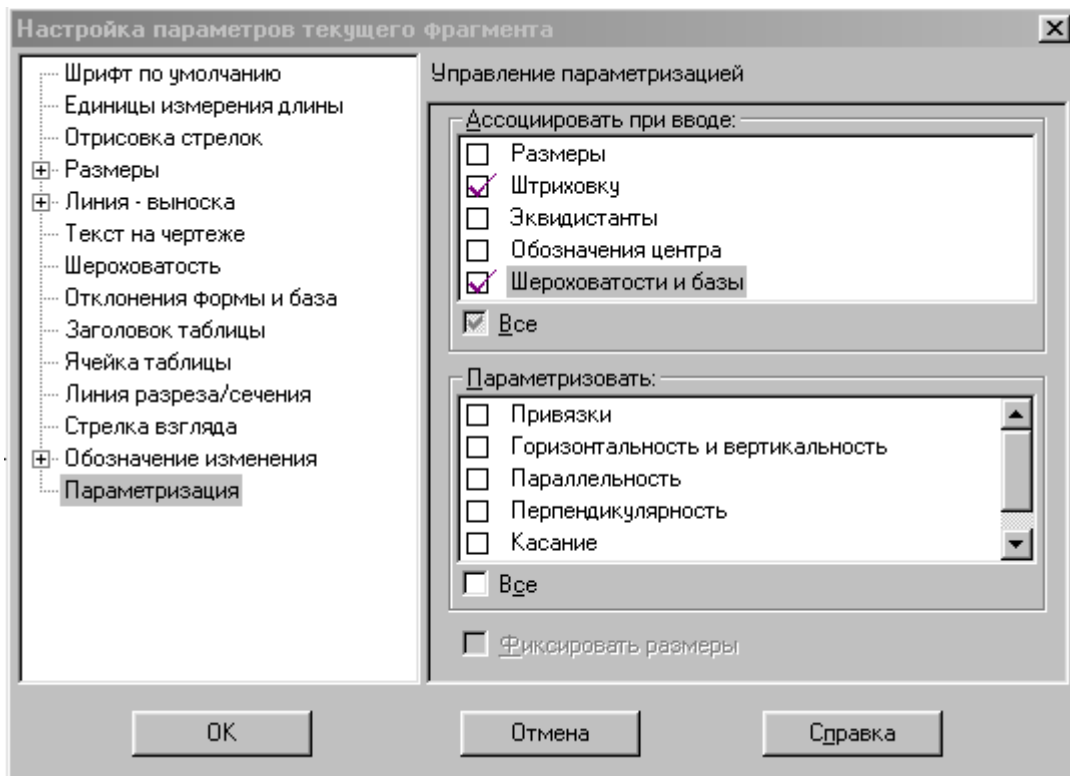 Настройка параметров текущего фрагмента
Шрифт по умолчанию
Единицы измерения длины
Отрисовка стрелок
Размеры
Линия - выноска
Текст на чертеже
Шероховатость
Отклонения формы и база
Заголовок таблицы
Ячейка таблицы
Линия разреза/сечения
Стрелка взгляда
Обозначение изменения
Параметризация
Управление параметризацией
Ассоциировать при вводе:
Размеры
Штриховку
Эквидистанты
Обозначения центра
Шероховатости и базы
Все
Параметризовать:
Привязки
Горизонтальность и вертикальность
Параллельность
Перпендикулярность
Касание
Все
Фиксировать размеры
OK
Отмена
Справка